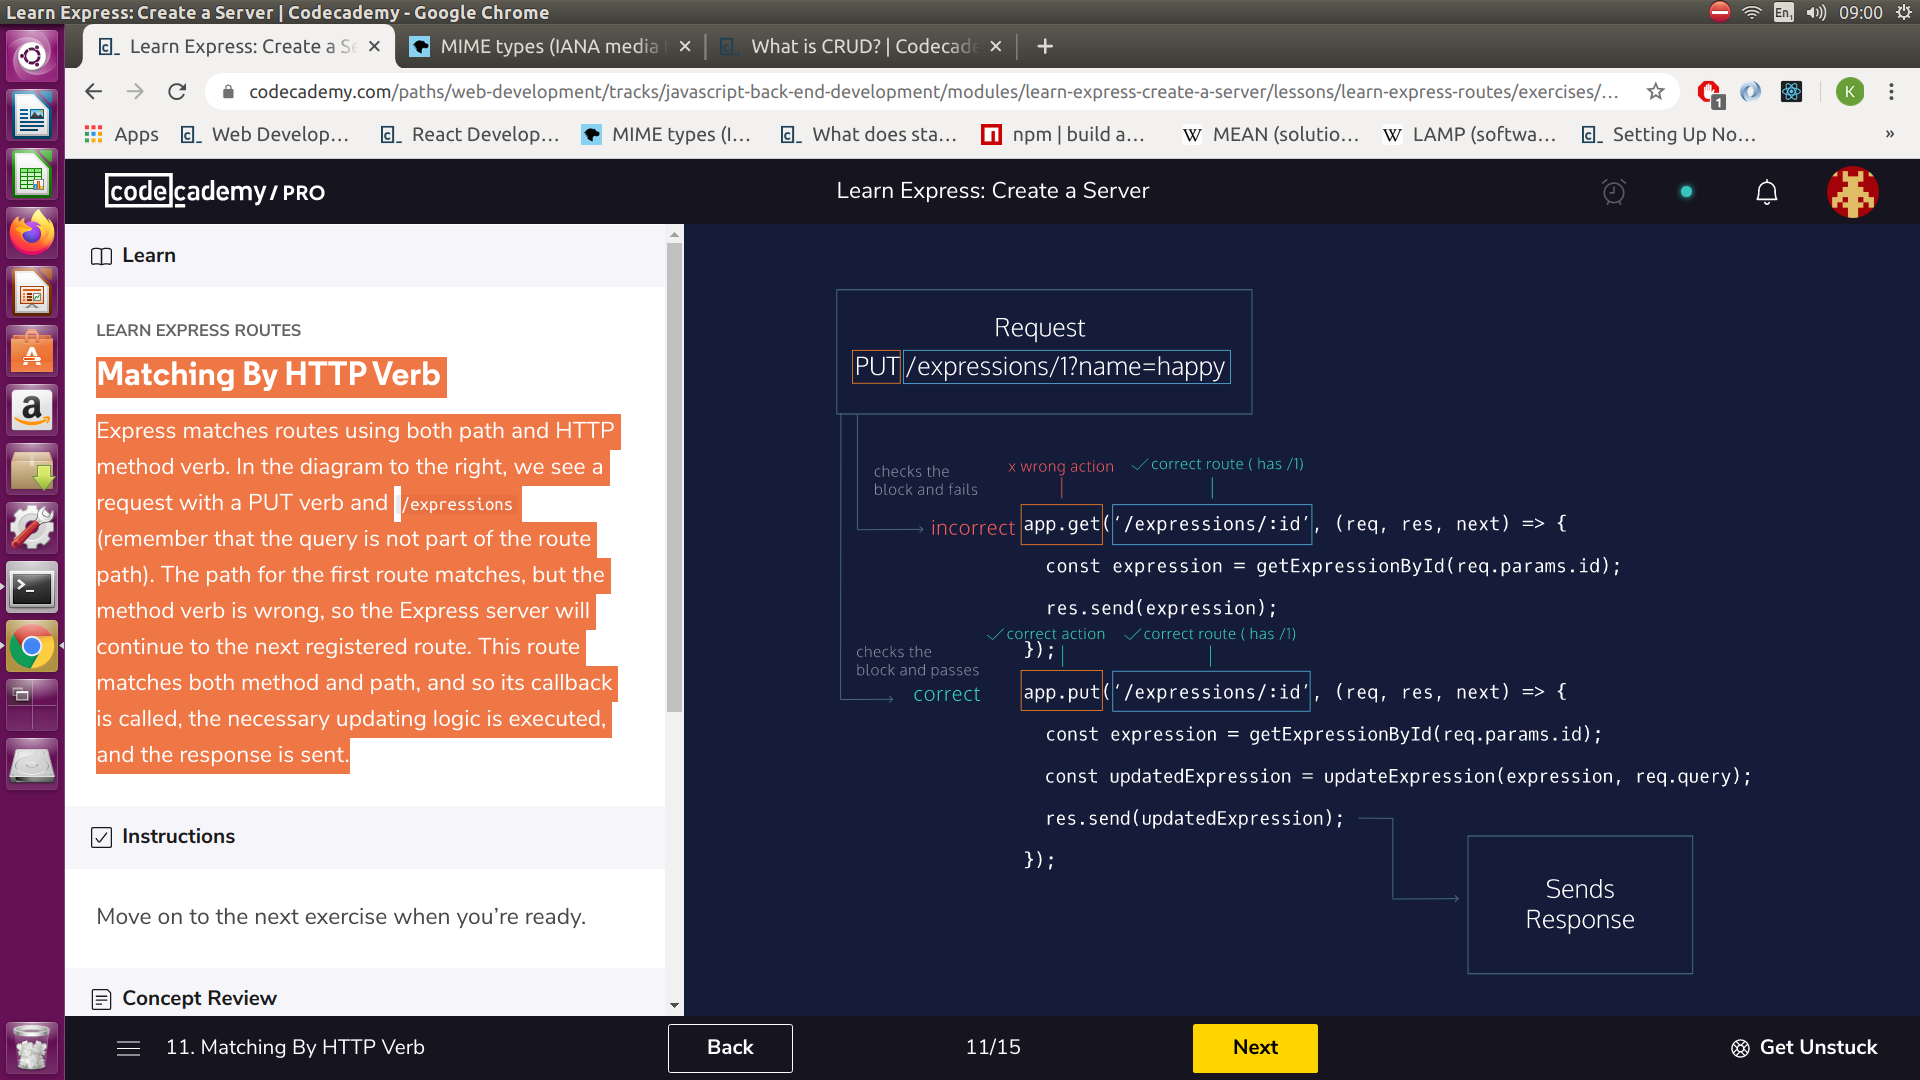 Learn Express: Create a Server | Codecademy - Google Chrome
En1
09:00
Learn Express: Create a Se
MIME types (IANA media
What is CRUD? | Codecade
codecademy.com/paths/web-development/tracks/javascript-back-end-development/modules/learn-express-create-a-server/lessons/learn-express-routes/exercises/…
1
K
Apps
Web Develop…
React Develop…
MIME types (I…
What does sta…
npm | build a…
W MEAN (solutio…
W LAMP (softwa…
Setting Up No…
»
codecademy / PRO
Learn Express: Create a Server
Learn
LEARN EXPRESS ROUTES
Matching By HTTP Verb
Express matches routes using both path and HTTP
method verb. In the diagram to the right, we see a
request with a PUT verb and /expressions
(remember that the query is not part of the route
path). The path for the first route matches, but the
method verb is wrong, so the Express server will
continue to the next registered route. This route
matches both method and path, and so its callback
is called, the necessary updating logic is executed,
and the response is sent.
Instructions
Move on to the next exercise when you’re ready.
Concept Review
Request
PUT /expressions/1?name=happy
checks the
block and fails
x wrong action
correct route ( has /1)
incorrect
app.get(‘/expressions/:id’, (req, res, next) => {
const expression = getExpressionById(req.params.id);
res.send(expression);
correct action
correct route ( has /1)
});
checks the
block and passes
correct
app.put(‘/expressions/:id’, (req, res, next) => {
const expression = getExpressionById(req.params.id);
const updatedExpression = updateExpression(expression, req.query);
res.send(updatedExpression);
});
Sends
Response
11. Matching By HTTP Verb
Back
11/15
Next
Get Unstuck